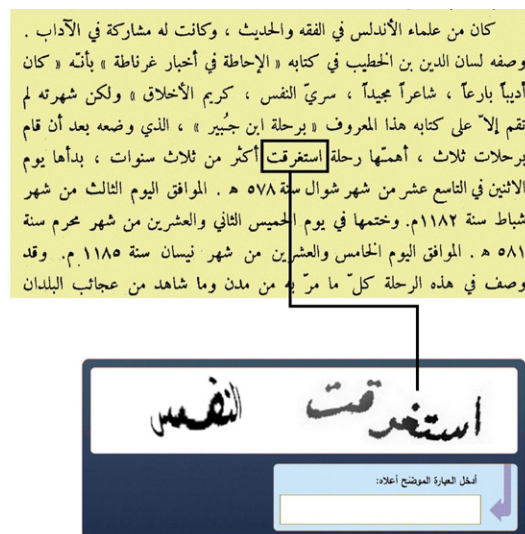 كان من علماء الأندلس في الفقه والحديث ، وكانت له مشاركة في الآداب .
وصفه لسان الدين بن الخطيب في كتابه « الإحاطة في أخبار غرناطة » بأنّه « كان
أديباً بارعاً ، شاعراً مجيداً ، سريّ النفس ، كريم الأخلاق » ولكن شهرته لم
تقم إلاّ على كتابه هذا المعروف « برحلة ابن جُبير » ، الذي وضعه بعد أن قام
برحلات ثلاث ، أهمّها رحلة استغرقت أكثر من ثلاث سنوات ، بدأها يوم
الاثنين في التاسع عشر من شهر شوال سنة ٥٧٨ ه . الموافق اليوم الثالث من شهر
شباط سنة ١١٨٢م. وختمها في يوم الخميس الثاني والعشرين من شهر محرم سنة
٥٨١ ه . الموافق اليوم الخامس والعشرين من شهر نيسان سنة ١١٨٥ م. وقد
وصف في هذه الرحلة كلّ ما مرّ به من مدن وما شاهد من عجائب البلدان
استغرقت النفس
أدخل العبارة الموضح أعلاه: